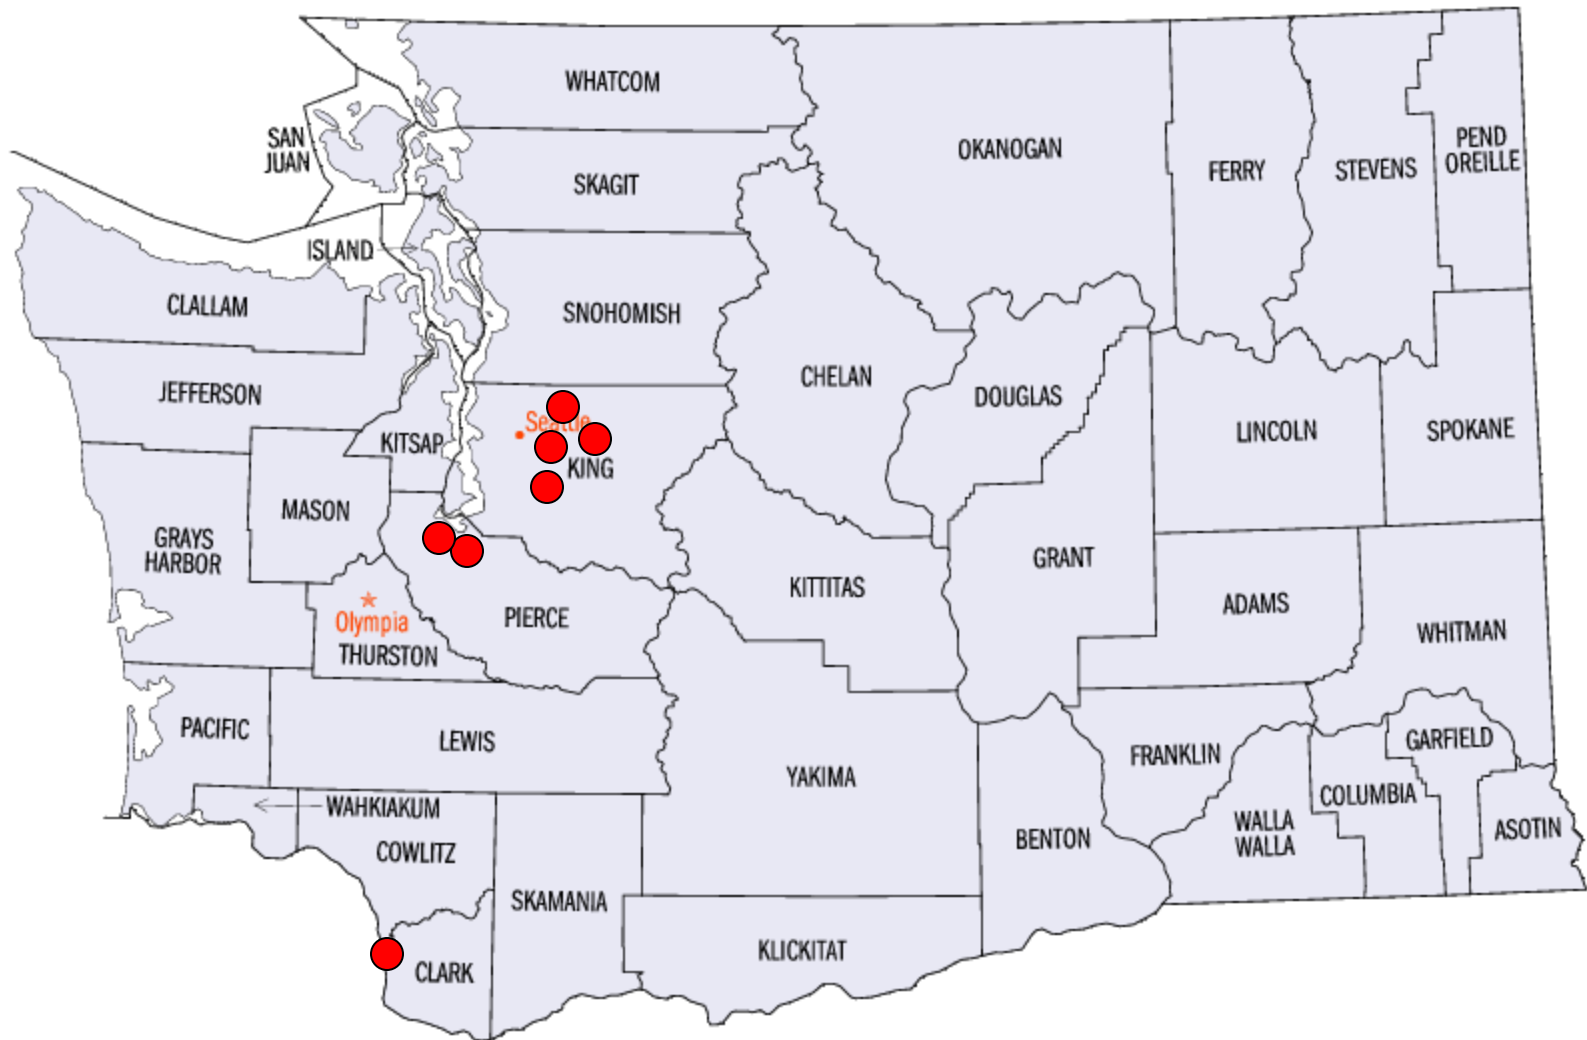 WHATCOM
OKANOGAN
PEND
OREILLE
SAN
JUAN
FERRY
STEVENS
SKAGIT
ISLAND
CLALLAM
SNOHOMISH
CHELAN
DOUGLAS
JEFFERSON
Seattle
KITSAP
LINCOLN
SPOKANE
KING
MASON
GRAYS
HARBOR
GRANT
KITTITAS
ADAMS
Olympia
PIERCE
WHITMAN
THURSTON
PACIFIC
LEWIS
GARFIELD
FRANKLIN
YAKIMA
COLUMBIA
WAHKIAKUM
WALLA
WALLA
ASOTIN
BENTON
COWLITZ
SKAMANIA
KLICKITAT
CLARK